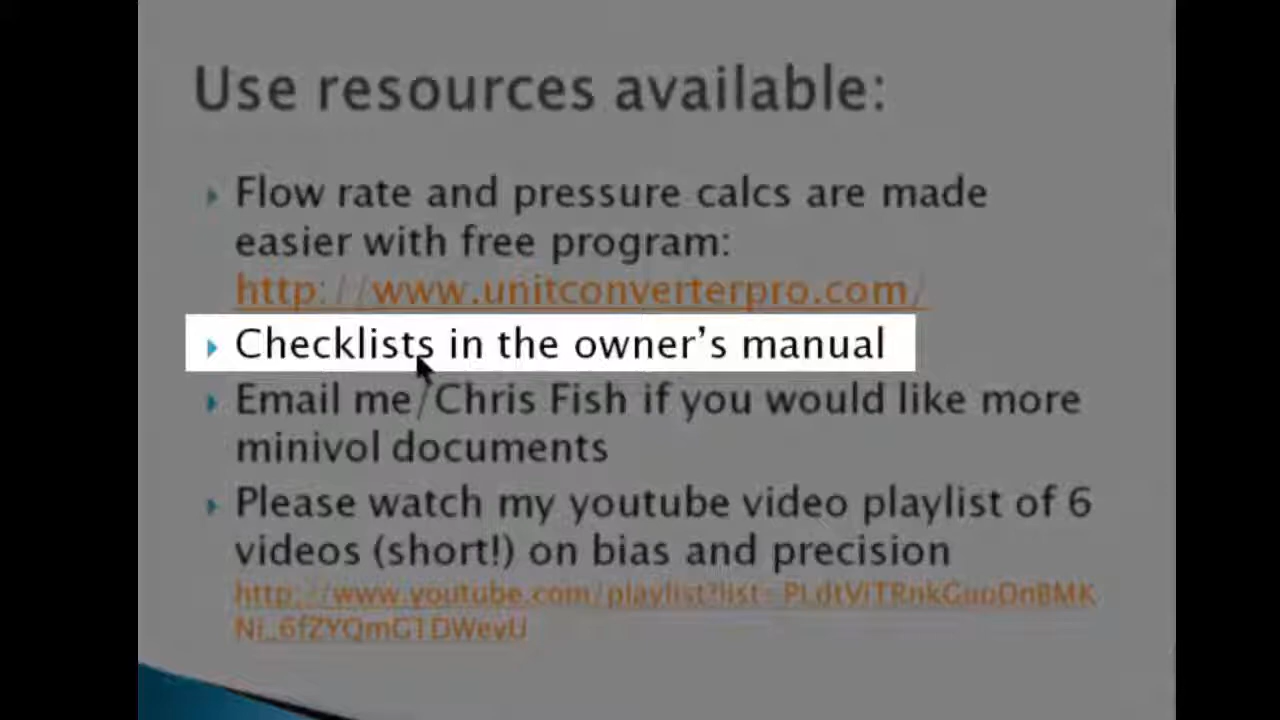 Use resources available:
Flow rate and pressure calcs are made
easier with free program:
http://www.unitconverterpro.com/
Checklists in the owner's manual
Email me/Chris Fish if you would like more
minivol documents
Please watch my youtube video playlist of 6
videos (short!) on bias and precision
http://www.youtube.com/playlist?list=